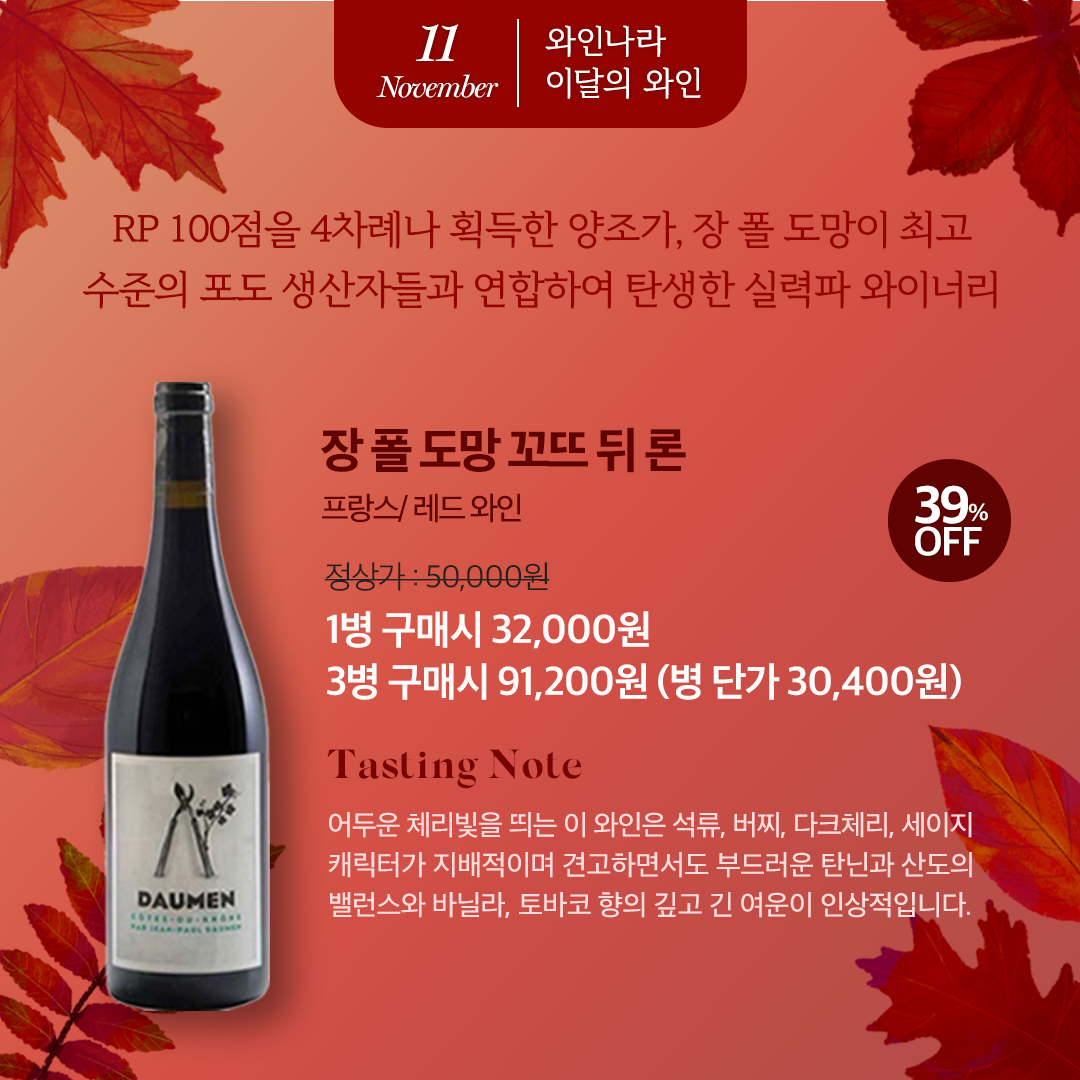 11
November
와인나라
이달의 와인
RP 100점을 4차례나 획득한 양조가, 장 폴 도망이 최고
수준의 포도 생산자들과 연합하여 탄생한 실력파 와이너리
장 폴 도망 꼬뜨 뒤 론
프랑스/ 레드 와인
39%
OFF
정상가 : 50,000원
1병 구매시 32,000원
3병 구매시 91,200원 (병 단가 30,400원)
Tasting Note
어두운 체리빛을 띄는 이 와인은 석류, 버찌, 다크체리, 세이지
캐릭터가 지배적이며 견고하면서도 부드러운 탄닌과 산도의
밸런스와 바닐라, 토바코 향의 깊고 긴 여운이 인상적입니다.
DAUMEN
CÔTES-DU-RHÔNE
PAR JEAN-PAUL DAUMEN